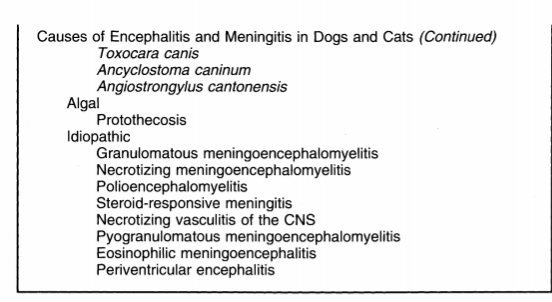 Causes of Encephalitis and Meningitis in Dogs and Cats (Continued)
Toxocara canis
Ancyclostoma caninum
Angiostrongylus cantonensis
Algal
Protothecosis
Idiopathic
Granulomatous meningoencephalomyelitis
Necrotizing meningoencephalomyelitis
Polioencephalomyelitis
Steroid-responsive meningitis
Necrotizing vasculitis of the CNS
Pyogranulomatous meningoencephalomyelitis
Eosinophilic meningoencephalitis
Periventricular encephalitis